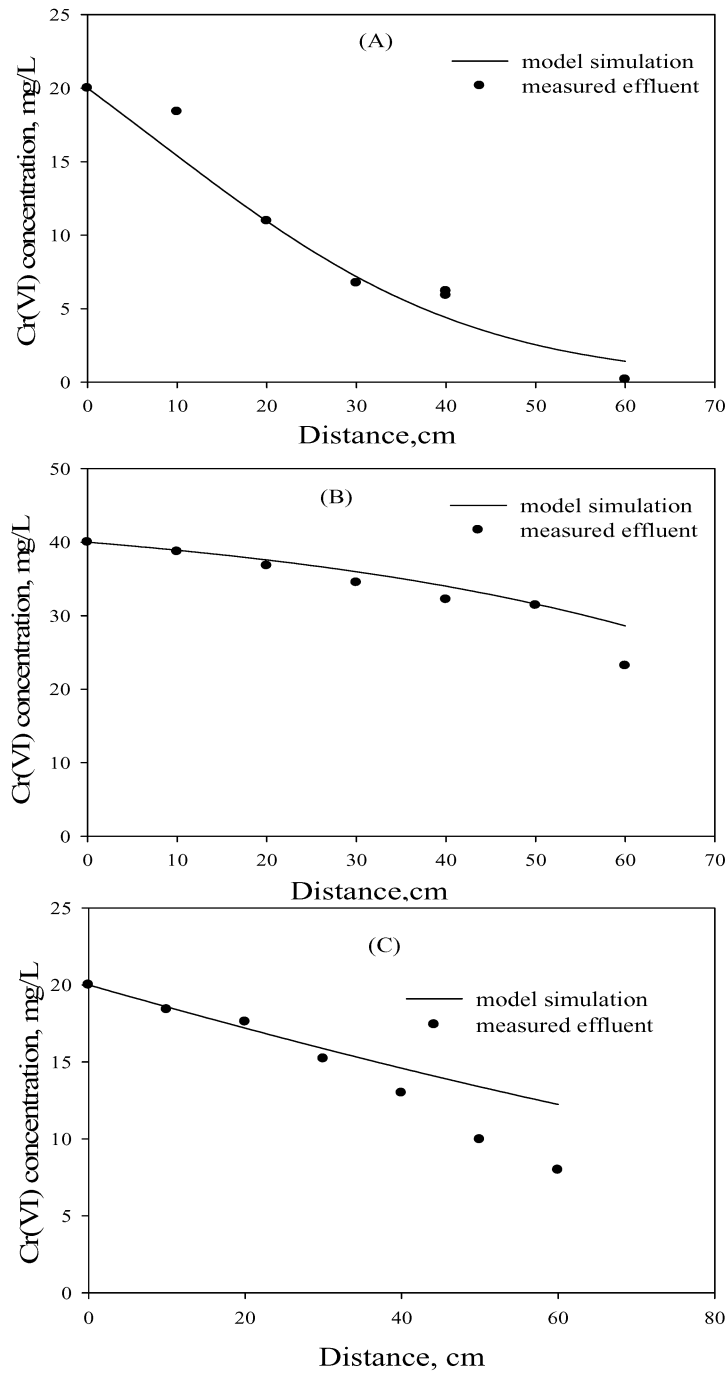 25
20
15
10
5
0
Cr(VI) concentration, mg/L
(A)
model simulation
measured effluent
0 10 20 30 40 50 60 70
Distance,cm
50
40
30
20
10
0
Cr(VI) concentration, mg/L
(B)
model simulation
measured effluent
0 10 20 30 40 50 60 70
Distance,cm
25
20
15
10
5
0
Cr(VI) concentration, mg/L
(C)
model simulation
measured effluent
0 20 40 60 80
Distance, cm